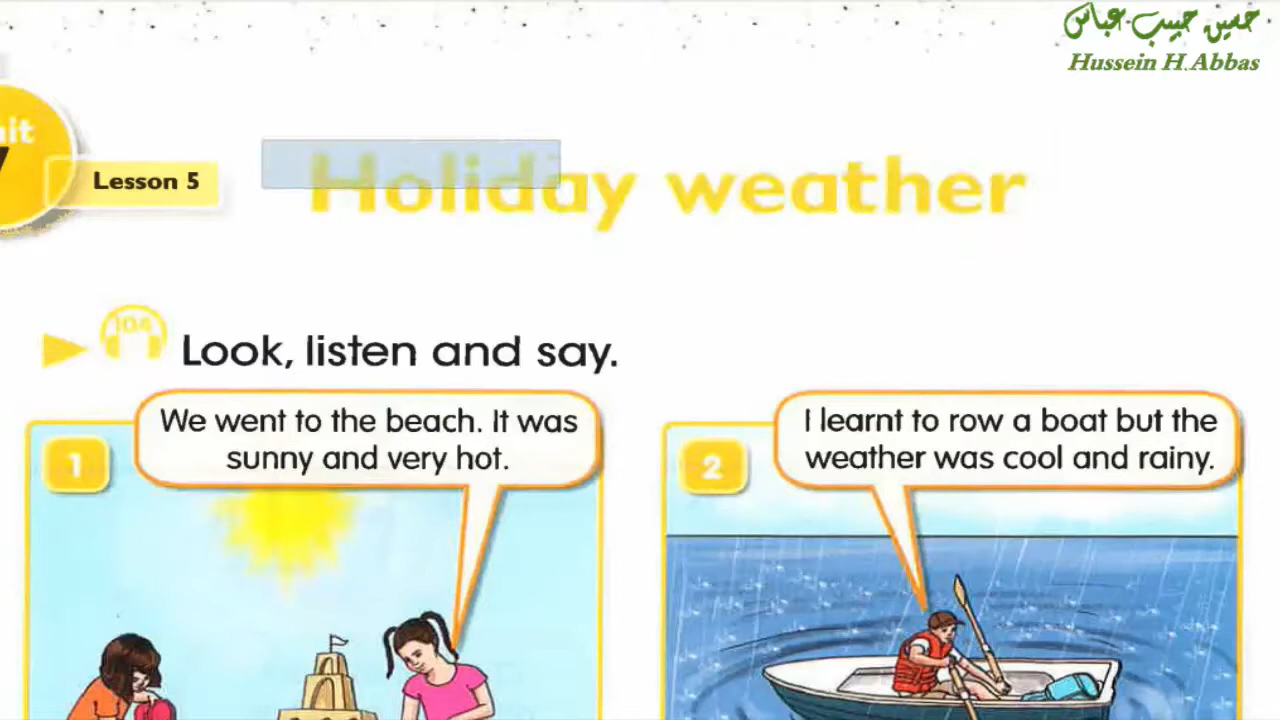 حسين حبيب عباس
Hussein H.Abbas
Lesson 5
Holiday weather
104
Look, listen and say.
1
We went to the beach. It was
sunny and very hot.
2
I learnt to row a boat but the
weather was cool and rainy.